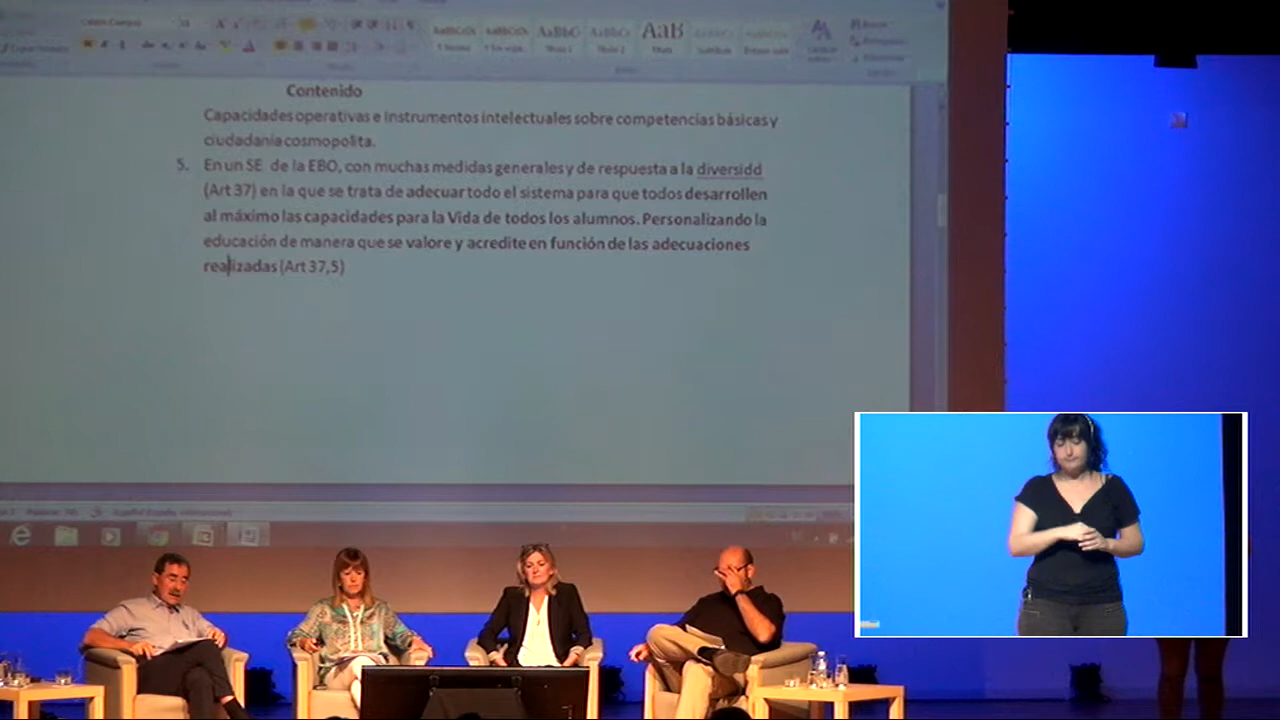 Contenido
Capacidades operativas e Instrumentos intelectuales sobre competencias básicas y
ciudadanía cosmopolita.
5. En un SE de la EBO, con muchas medidas generales y de respuesta a la diversidd
(Art 37) en la que se trata de adecuar todo el sistema para que todos desarrollen
al máximo las capacidades para la Vida de todos los alumnos. Personalizando la
educación de manera que se valore y acredite en función de las adecuaciones
realizadas (Art 37,5)